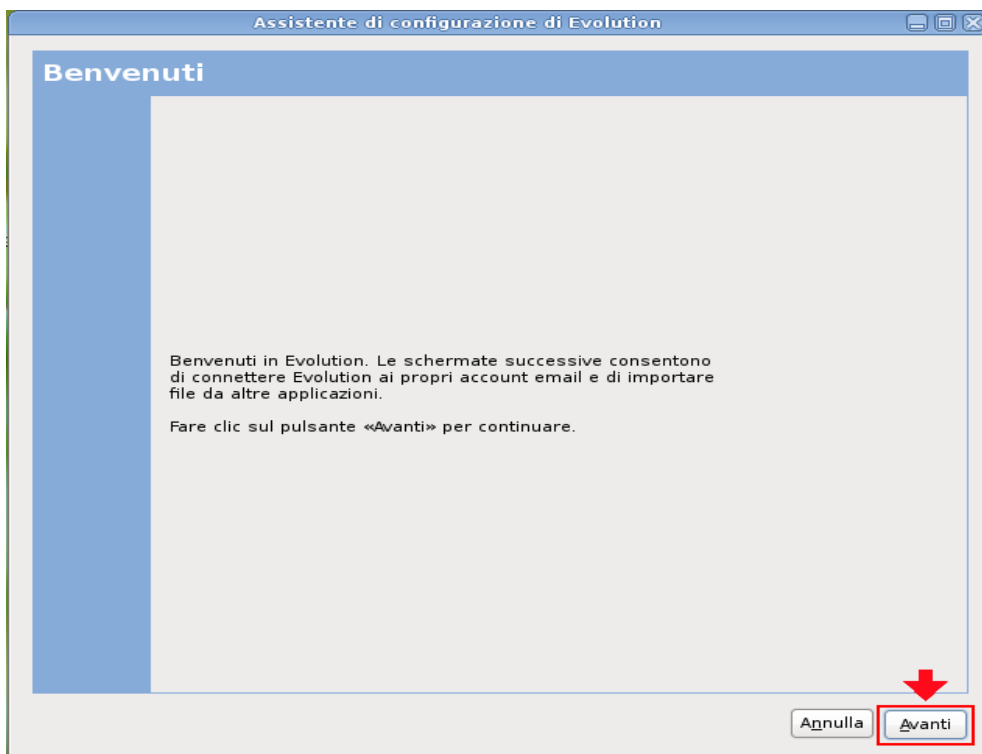 Assistente di configurazione di Evolution
Benvenuti
Benvenuti in Evolution. Le schermate successive consentono
di connettere Evolution ai propri account email e di importare
file da altre applicazioni.
Fare clic sul pulsante «Avanti» per continuare.
Annulla
Avanti